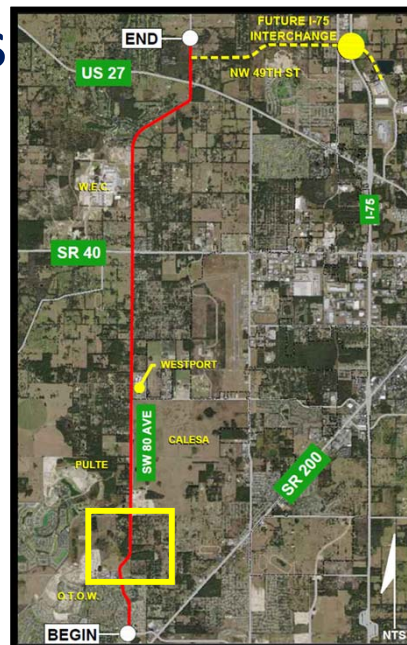 S
FUTURE I-75
INTERCHANGE
END
US 27
NW 49TH ST
W.E.C.
I-75
SR 40
WESTPORT
SW 80 AVE
CALESA
PULTE
SR 200
O.T.O.W.
BEGIN
NTS